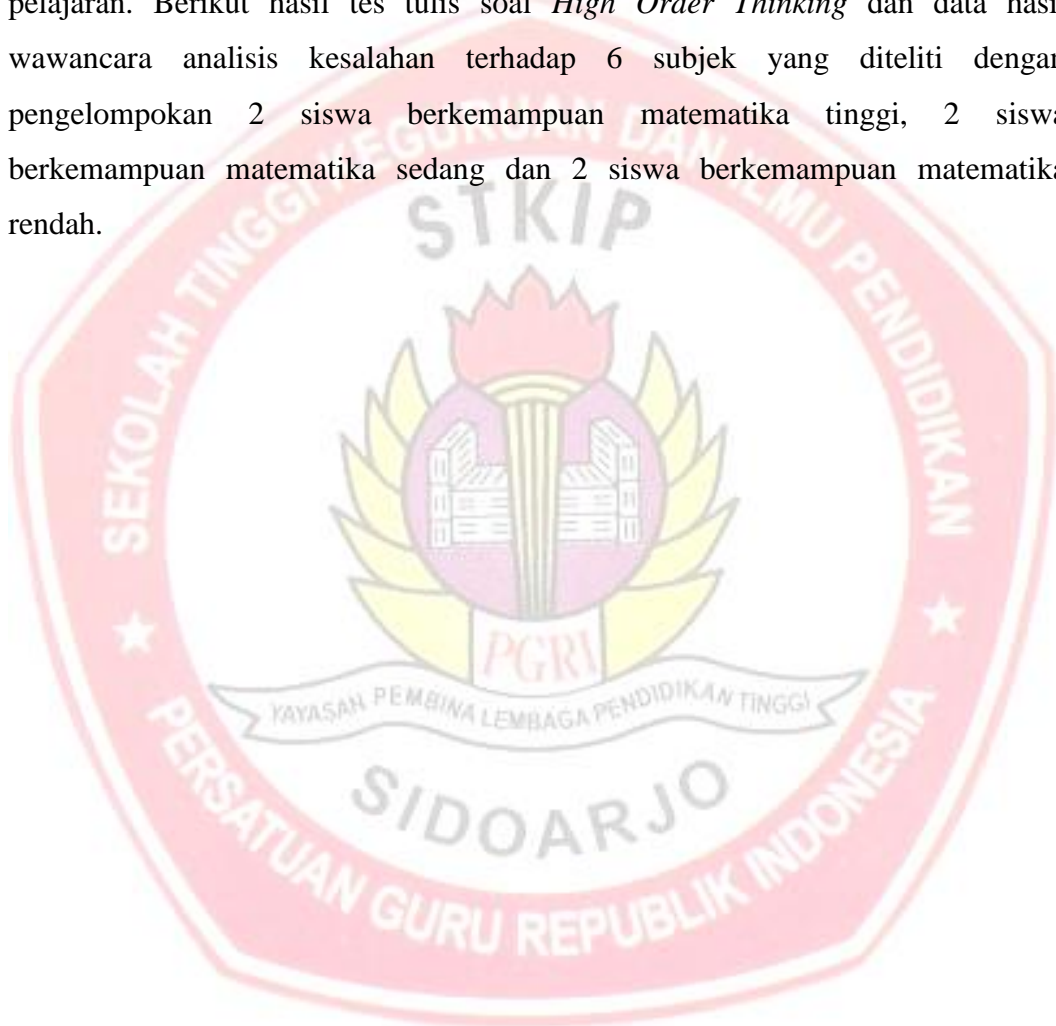 pelajaran. Berikut hasil tes tulis soal High Order Thinking dan data hasil
wawancara analisis kesalahan terhadap 6 subjek yang diteliti dengan
pengelompokan 2 siswa berkemampuan matematika tinggi, 2 siswa
berkemampuan matematika sedang dan 2 siswa berkemampuan matematika
rendah.
SEKOLAH TINGGI KEGURUAN DAN ILMU PENDIDIKAN
STKIP
PGRI
YAYASAN PEMBINA LEMBAGA PENDIDIKAN TINGGI
SIDOARJO
PERSATUAN GURU REPUBLIK INDONESIA